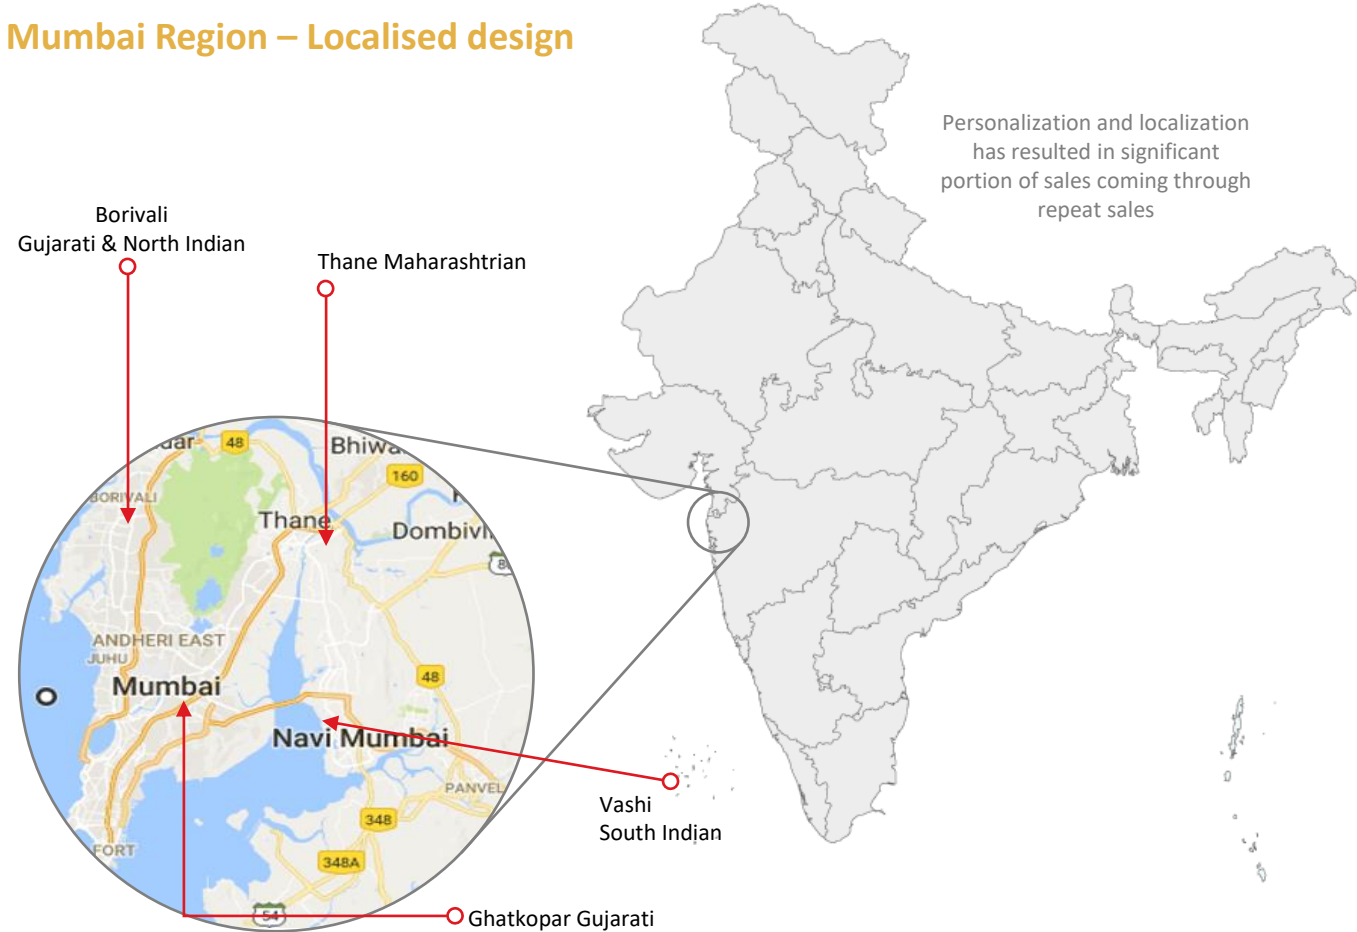 Mumbai Region – Localised design
Personalization and localization
has resulted in significant
portion of sales coming through
repeat sales
Borivali
Gujarati & North Indian
Thane Maharashtrian
48
Bhiwa
160
BORIVALI
Thane
Dombivli
ANDHERI EAST
JUHU
48
Mumbai
Navi Mumbai
PANVEL
Vashi
South Indian
348
FORT
348A
54
Ghatkopar Gujarati